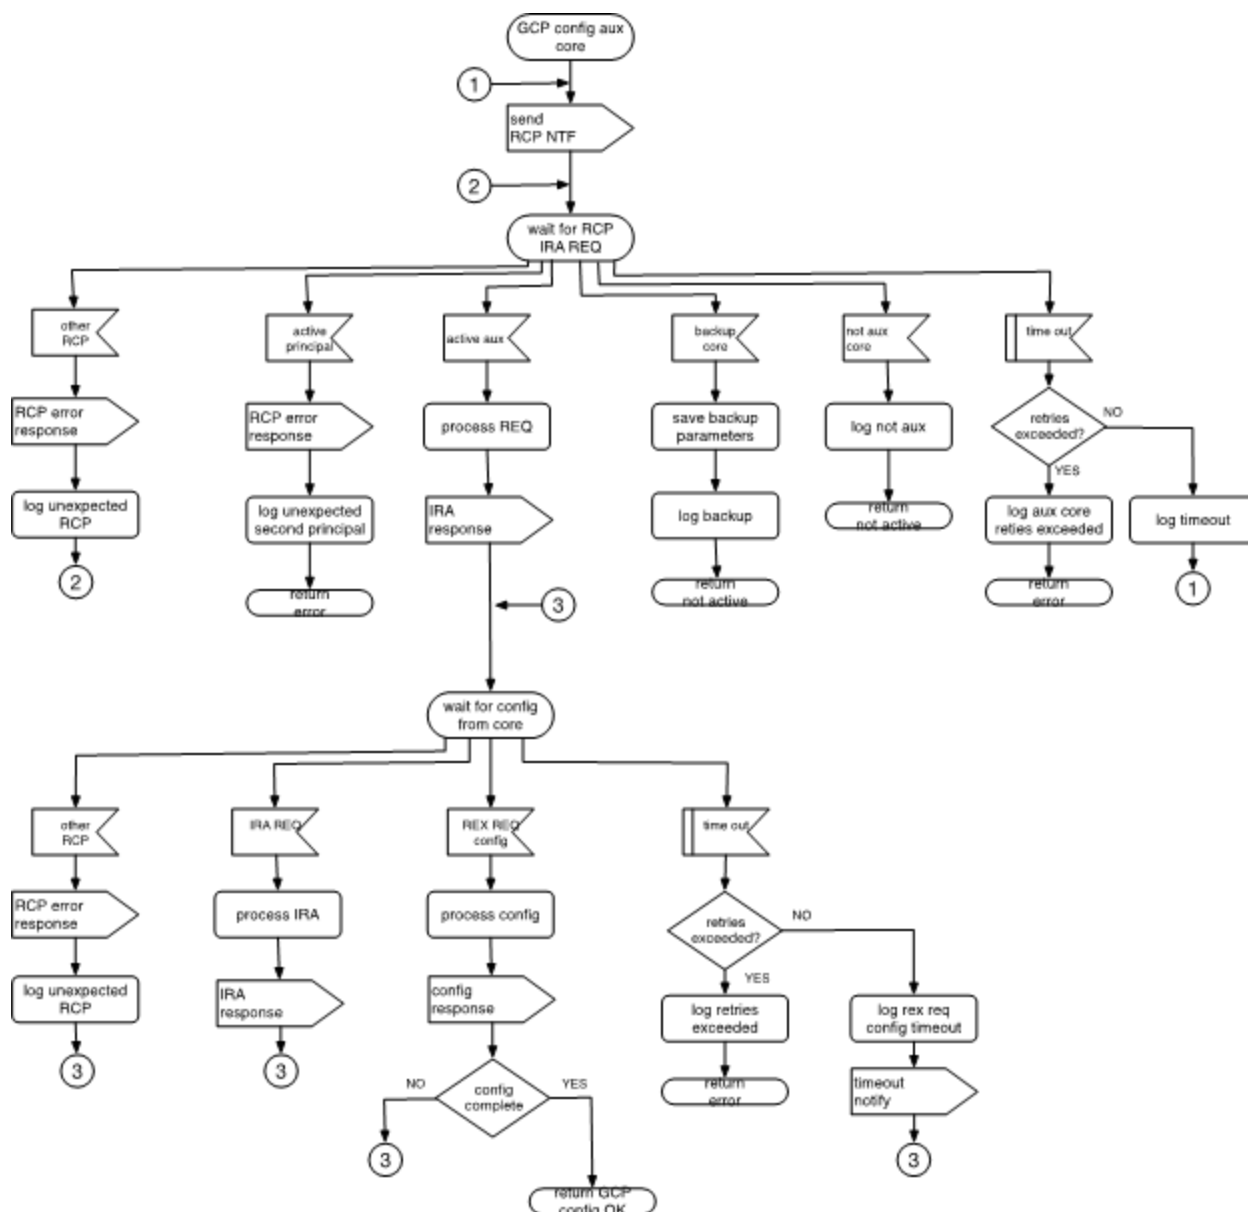 GCP config aux
core
1
send
RCP NTF
2
wait for RCP
IRA REQ
other
RCP
active
principal
active aux
backup
core
not aux
core
time out
RCP error
response
RCP error
response
process REQ
save backup
parameters
log not aux
retries
exceeded?
NO
YES
log unexpected
RCP
log unexpected
second principal
IRA
response
log backup
return
not active
log aux core
reties exceeded
log timeout
2
return
error
3
return
not active
return
error
1
wait for config
from core
other
RCP
IRA REQ
REX REQ
config
time out
RCP error
response
process IRA
process config
retries
exceeded?
NO
YES
log unexpected
RCP
IRA
response
config
response
log retries
exceeded
log rex req
config timeout
3
3
NO
config
complete
YES
return
error
timeout
notify
3
3
return GCP
config OK